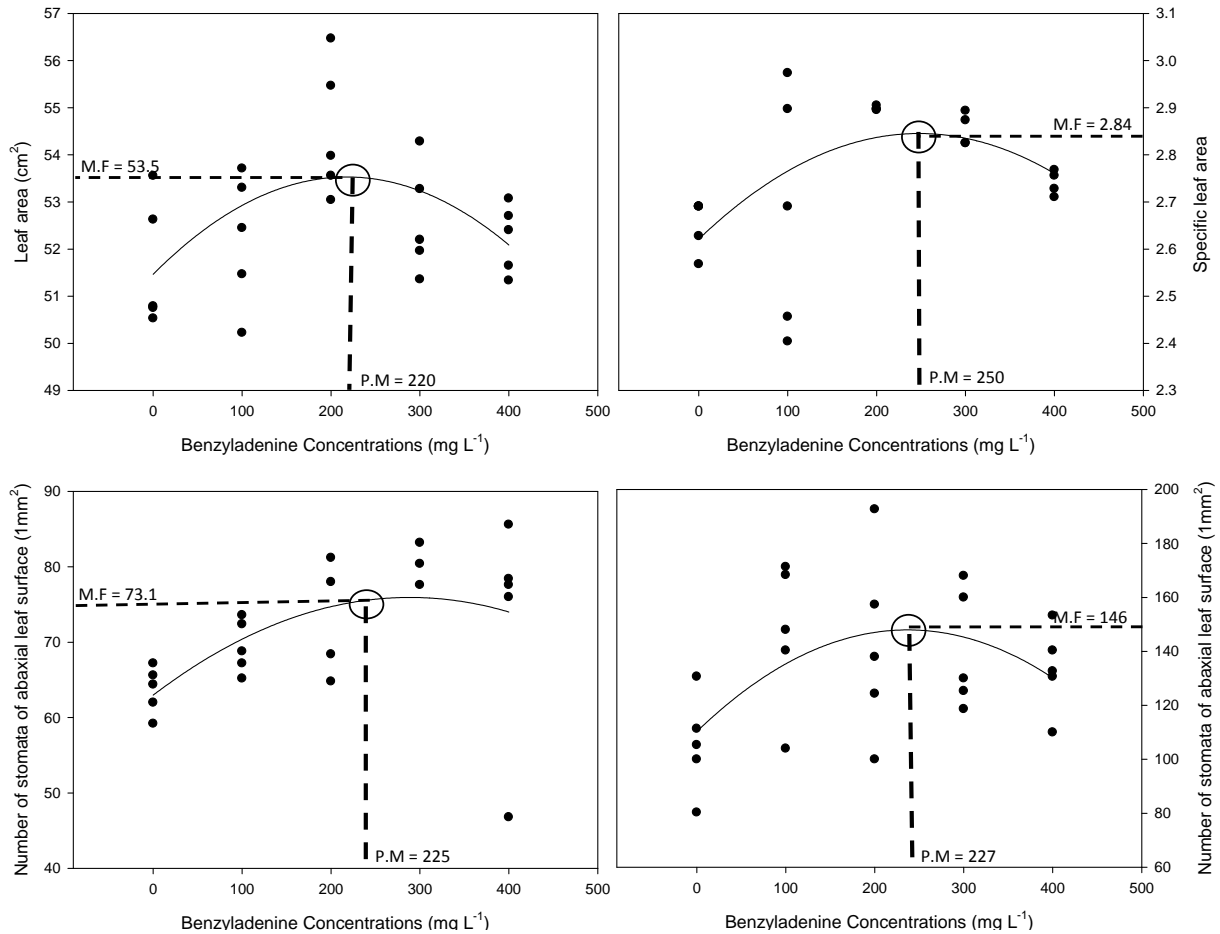 57
56
55
54
53
52
51
50
49
Leaf area (cm²)
M.F = 53.5
P.M = 220
0 100 200 300 400 500
Benzyladenine Concentrations (mg L⁻¹)
3.1
3.0
2.9
2.8
2.7
2.6
2.5
2.4
2.3
Specific leaf area
M.F = 2.84
P.M = 250
0 100 200 300 400 500
Benzyladenine Concentrations (mg L⁻¹)
90
80
70
60
50
40
Number of stomata of abaxial leaf surface (1mm²)
M.F = 73.1
P.M = 225
0 100 200 300 400 500
Benzyladenine Concentrations (mg L⁻¹)
200
180
160
140
120
100
80
60
Number of stomata of abaxial leaf surface (1mm²)
M.F = 146
P.M = 227
0 100 200 300 400 500
Benzyladenine Concentrations (mg L⁻¹)